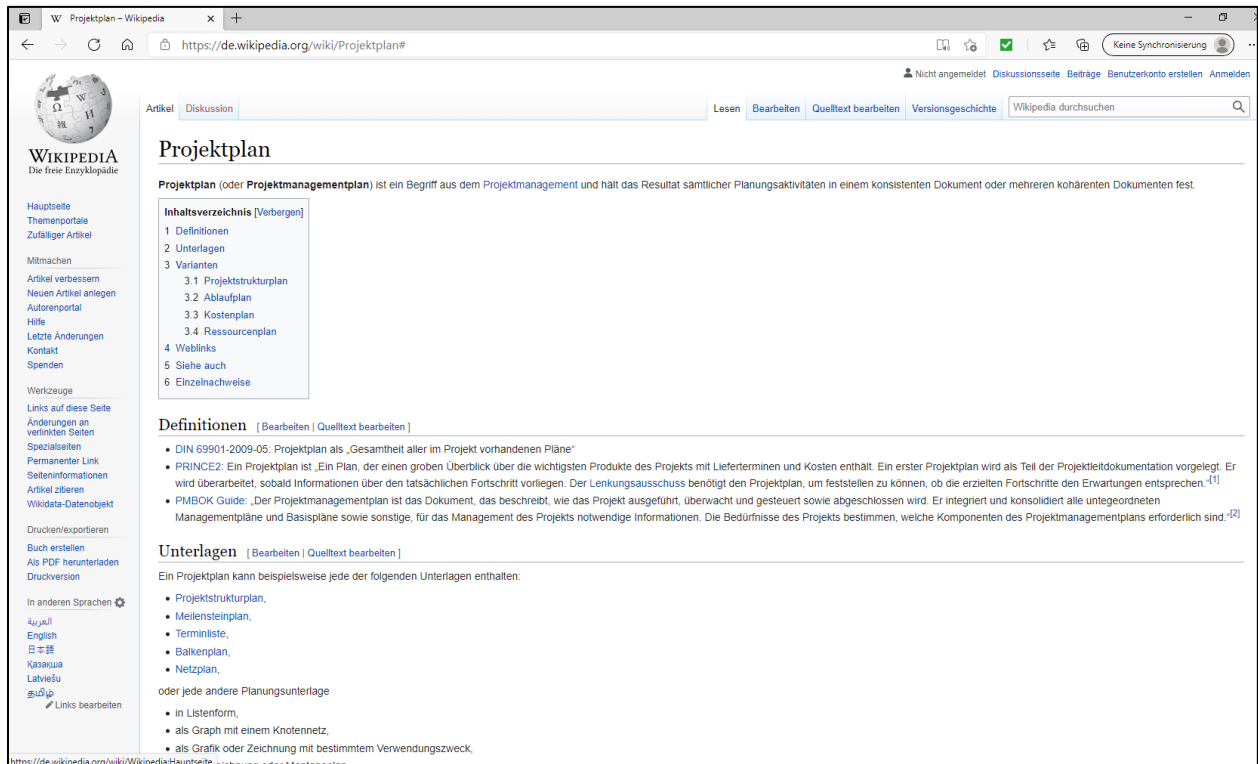 Projektplan – Wikipedia
https://de.wikipedia.org/wiki/Projektplan#
Keine Synchronisierung
Nicht angemeldet Diskussionsseite Beiträge Benutzerkonto erstellen Anmelden
Artikel Diskussion
Lesen Bearbeiten Quelltext bearbeiten Versionsgeschichte
Wikipedia durchsuchen
WIKIPEDIA
Die freie Enzyklopädie
Hauptseite
Themenportale
Zufälliger Artikel
Mitmachen
Artikel verbessern
Neuen Artikel anlegen
Autorenportal
Hilfe
Letzte Änderungen
Kontakt
Spenden
Werkzeuge
Links auf diese Seite
Änderungen an
verlinkten Seiten
Spezialseiten
Permanenter Link
Seiteninformationen
Artikel zitieren
Wikidata-Datenobjekt
Drucken/exportieren
Buch erstellen
Als PDF herunterladen
Druckversion
In anderen Sprachen
العربية
English
日本語
Қазақша
Latviešu
தமிழ்
Links bearbeiten
Projektplan
Projektplan (oder Projektmanagementplan) ist ein Begriff aus dem Projektmanagement und hält das Resultat sämtlicher Planungsaktivitäten in einem konsistenten Dokument oder mehreren kohärenten Dokumenten fest.
Inhaltsverzeichnis [Verbergen]
1 Definitionen
2 Unterlagen
3 Varianten
3.1 Projektstrukturplan
3.2 Ablaufplan
3.3 Kostenplan
3.4 Ressourcenplan
4 Weblinks
5 Siehe auch
6 Einzelnachweise
Definitionen [ Bearbeiten | Quelltext bearbeiten ]
• DIN 69901-2009-05: Projektplan als „Gesamtheit aller im Projekt vorhandenen Pläne“
• PRINCE2: Ein Projektplan ist „Ein Plan, der einen groben Überblick über die wichtigsten Produkte des Projekts mit Lieferterminen und Kosten enthält. Ein erster Projektplan wird als Teil der Projektleitdokumentation vorgelegt. Er
wird überarbeitet, sobald Informationen über den tatsächlichen Fortschritt vorliegen. Der Lenkungsausschuss benötigt den Projektplan, um feststellen zu können, ob die erzielten Fortschritte den Erwartungen entsprechen.“[1]
• PMBOK Guide: „Der Projektmanagementplan ist das Dokument, das beschreibt, wie das Projekt ausgeführt, überwacht und gesteuert sowie abgeschlossen wird. Er integriert und konsolidiert alle untegeordneten
Managementpläne und Basispläne sowie sonstige, für das Management des Projekts notwendige Informationen. Die Bedürfnisse des Projekts bestimmen, welche Komponenten des Projektmanagementplans erforderlich sind.“[2]
Unterlagen [ Bearbeiten | Quelltext bearbeiten ]
Ein Projektplan kann beispielsweise jede der folgenden Unterlagen enthalten:
• Projektstrukturplan,
• Meilensteinplan,
• Terminliste,
• Balkenplan,
• Netzplan,
oder jede andere Planungsunterlage
• in Listenform,
• als Graph mit einem Knotennetz,
• als Grafik oder Zeichnung mit bestimmtem Verwendungszweck,
https://de.wikipedia.org/wiki/Wikipedia:Hauptseite